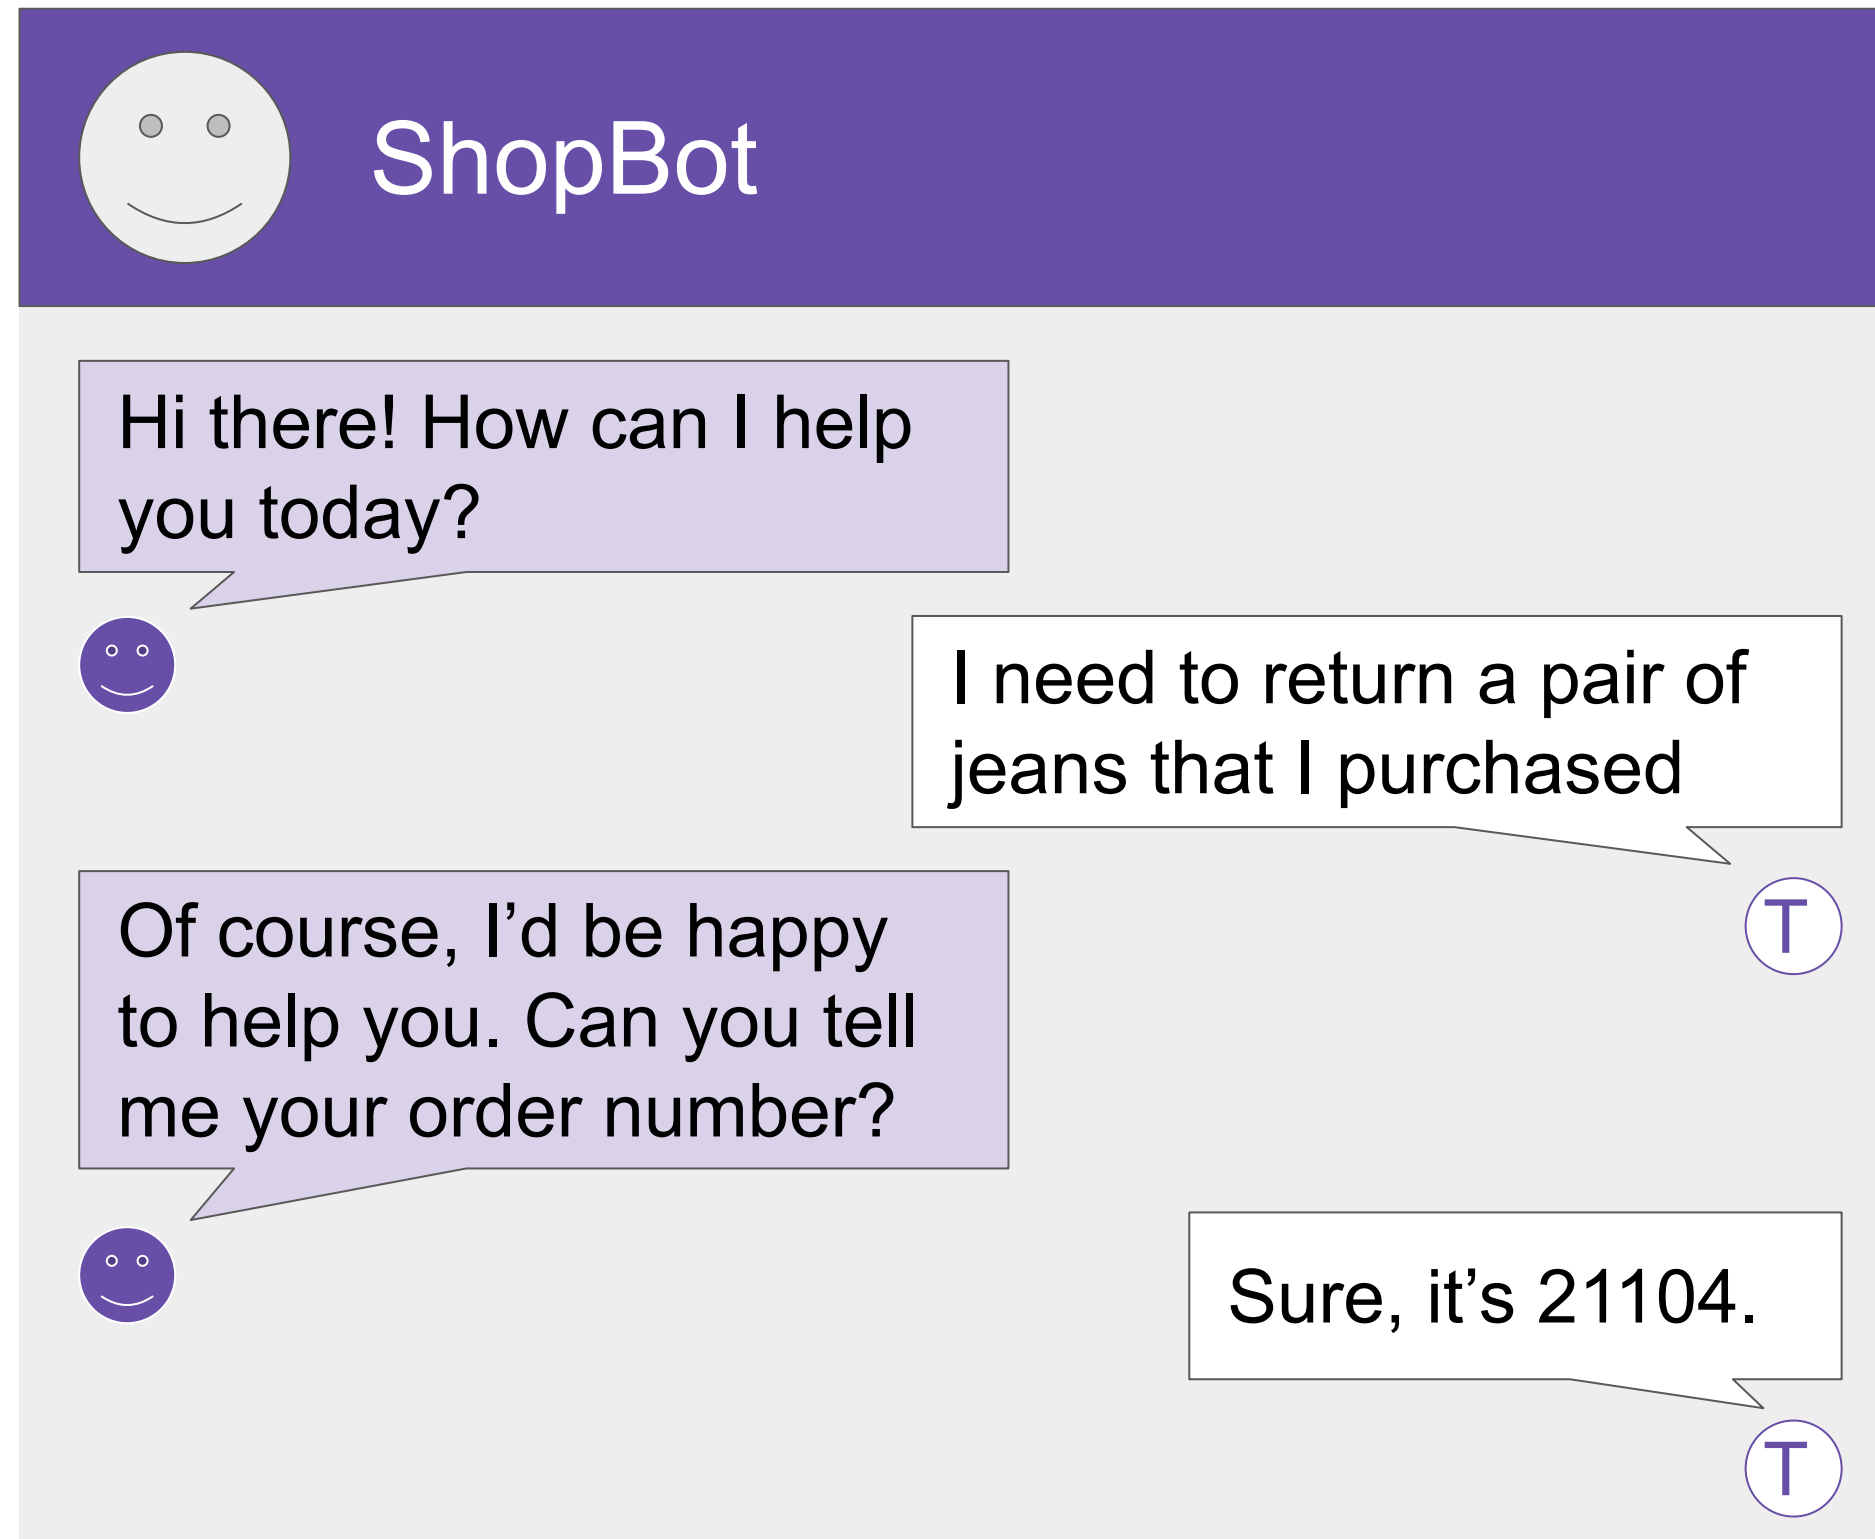 ShopBot
Hi there! How can I help
you today?
I need to return a pair of
jeans that I purchased
T
Of course, I’d be happy
to help you. Can you tell
me your order number?
Sure, it’s 21104.
T